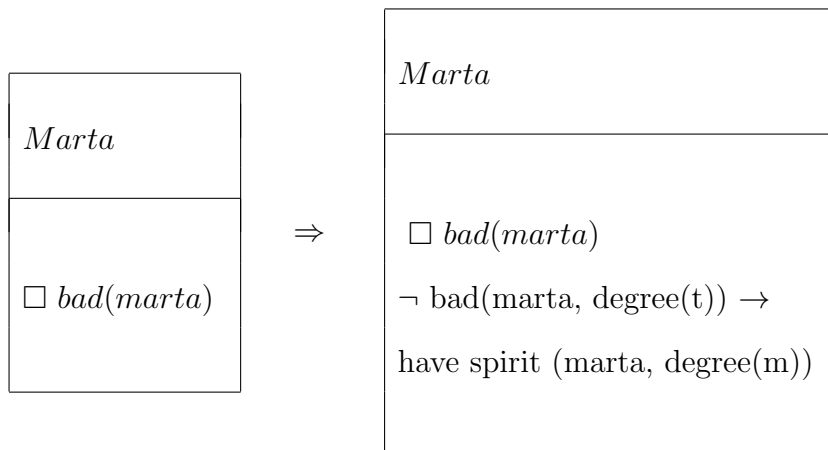 Marta
□ bad(marta)
⇒
Marta
□ bad(marta)
¬ bad(marta, degree(t)) →
have spirit (marta, degree(m))